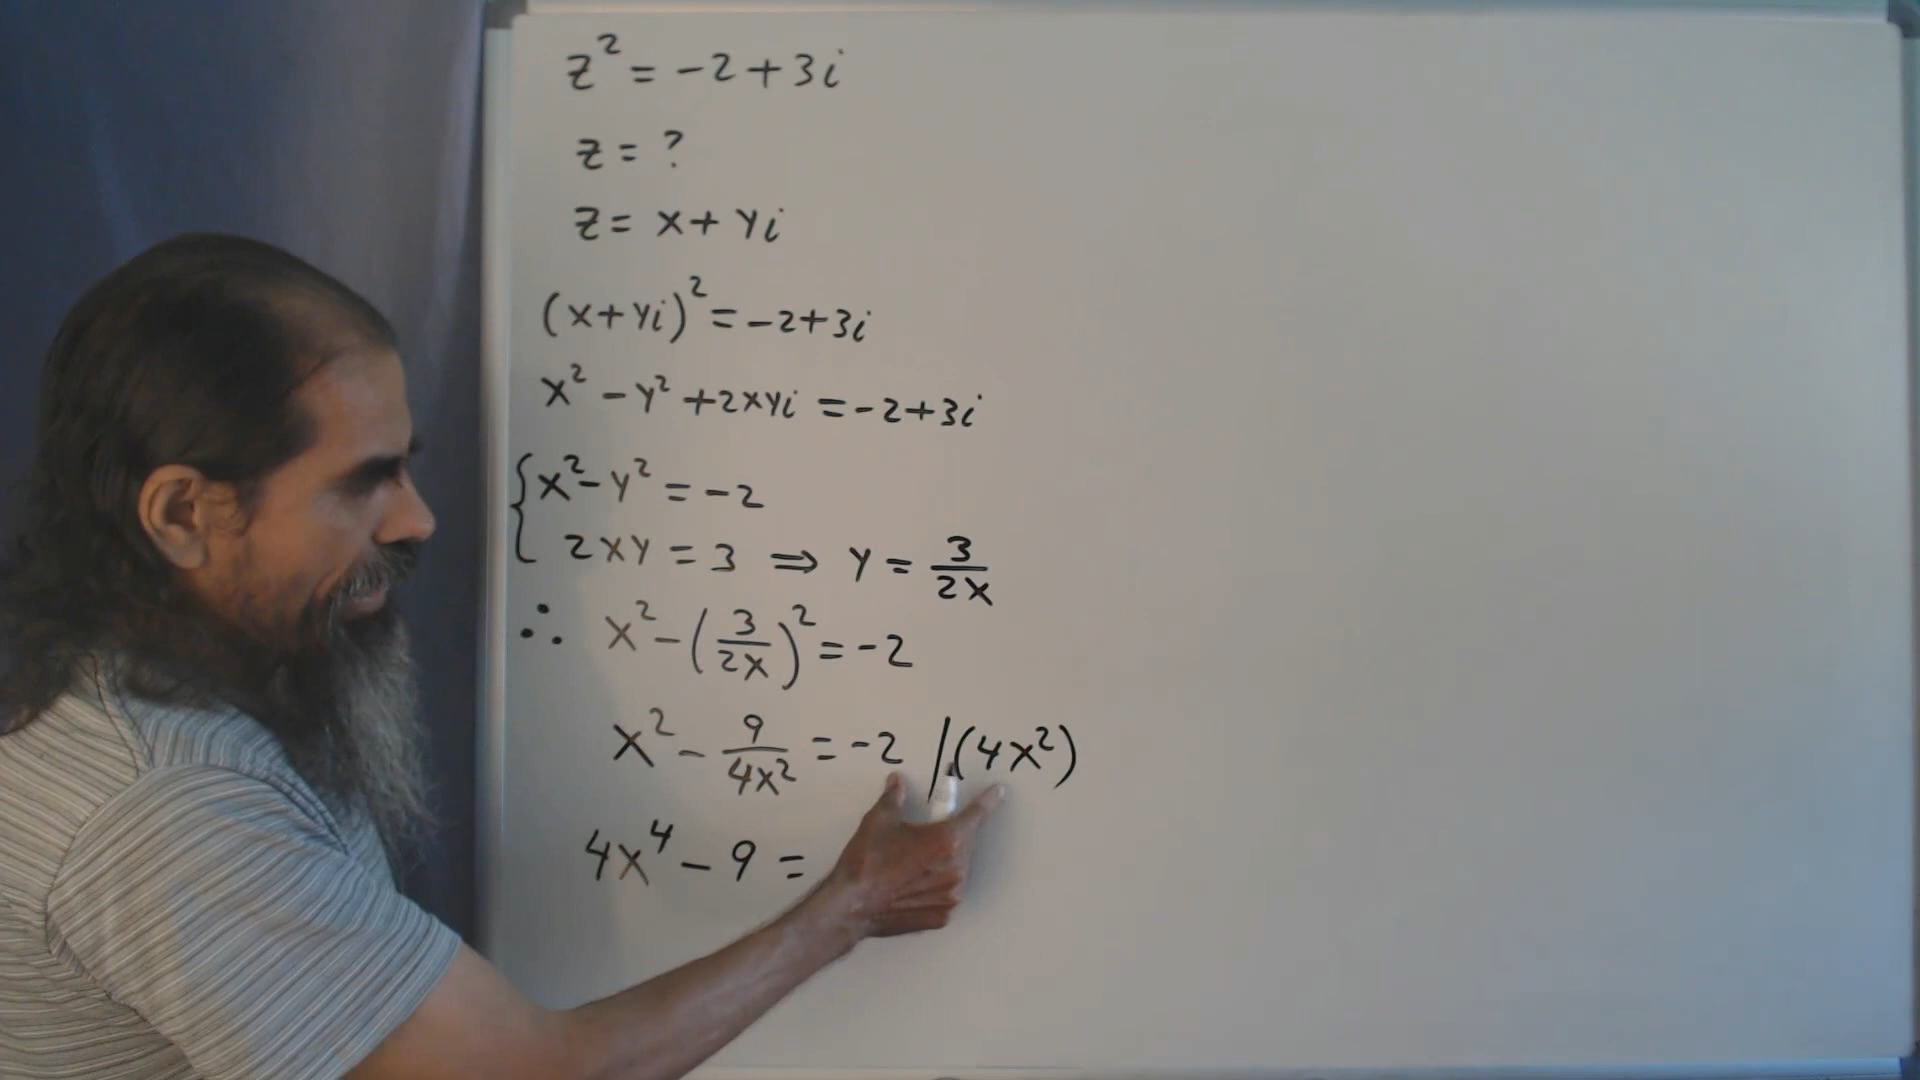 z² = -2+3i
z = ?
z = x+yi
(x+yi)² = -2+3i
x² - y² + 2xyi = -2+3i
{ x² - y² = -2
2xy = 3 ⇒ y = 3/2x
∴ x² - (3/2x)² = -2
x² - 9/4x² = -2 /(4x²)
4x⁴ - 9 =